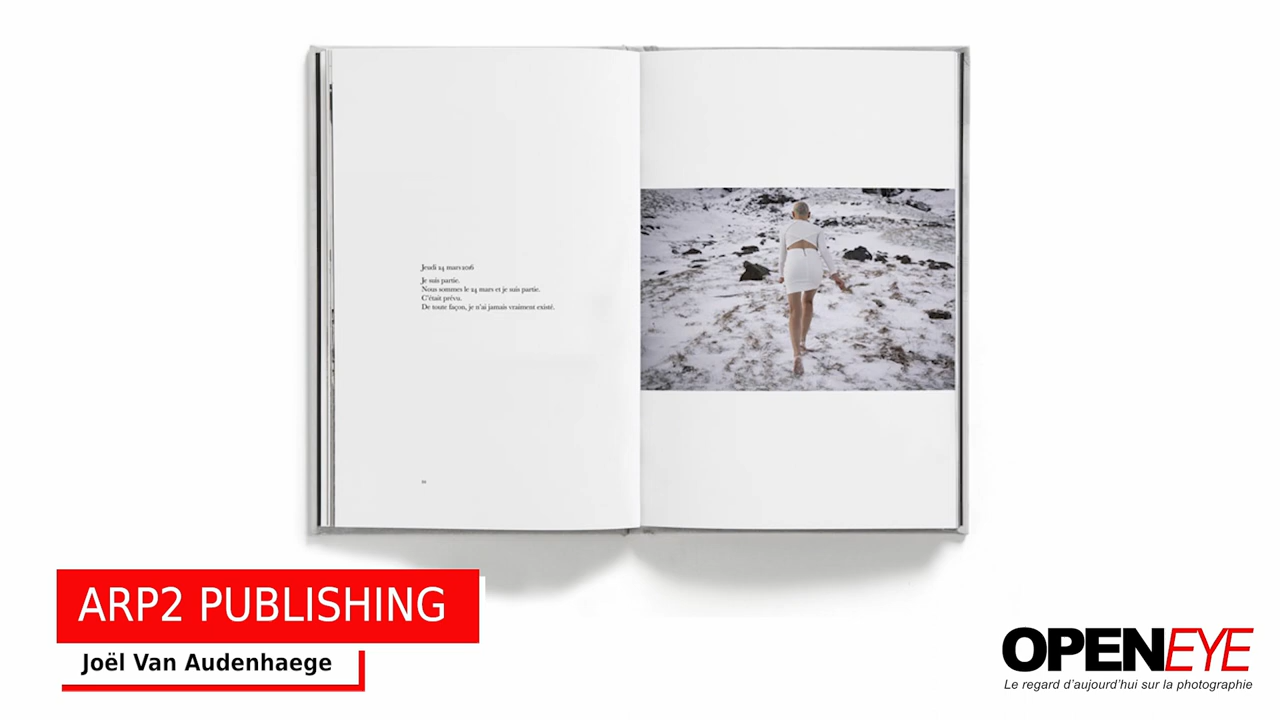 Jeudi 24 mars 2016
Je suis partie.
Nous sommes le 24 mars et je suis partie.
C'était prévu.
De toute façon, je n'ai jamais vraiment existé.
ARP2 PUBLISHING
Joël Van Audenhaege
OPENEYE
Le regard d'aujourd'hui sur la photographie